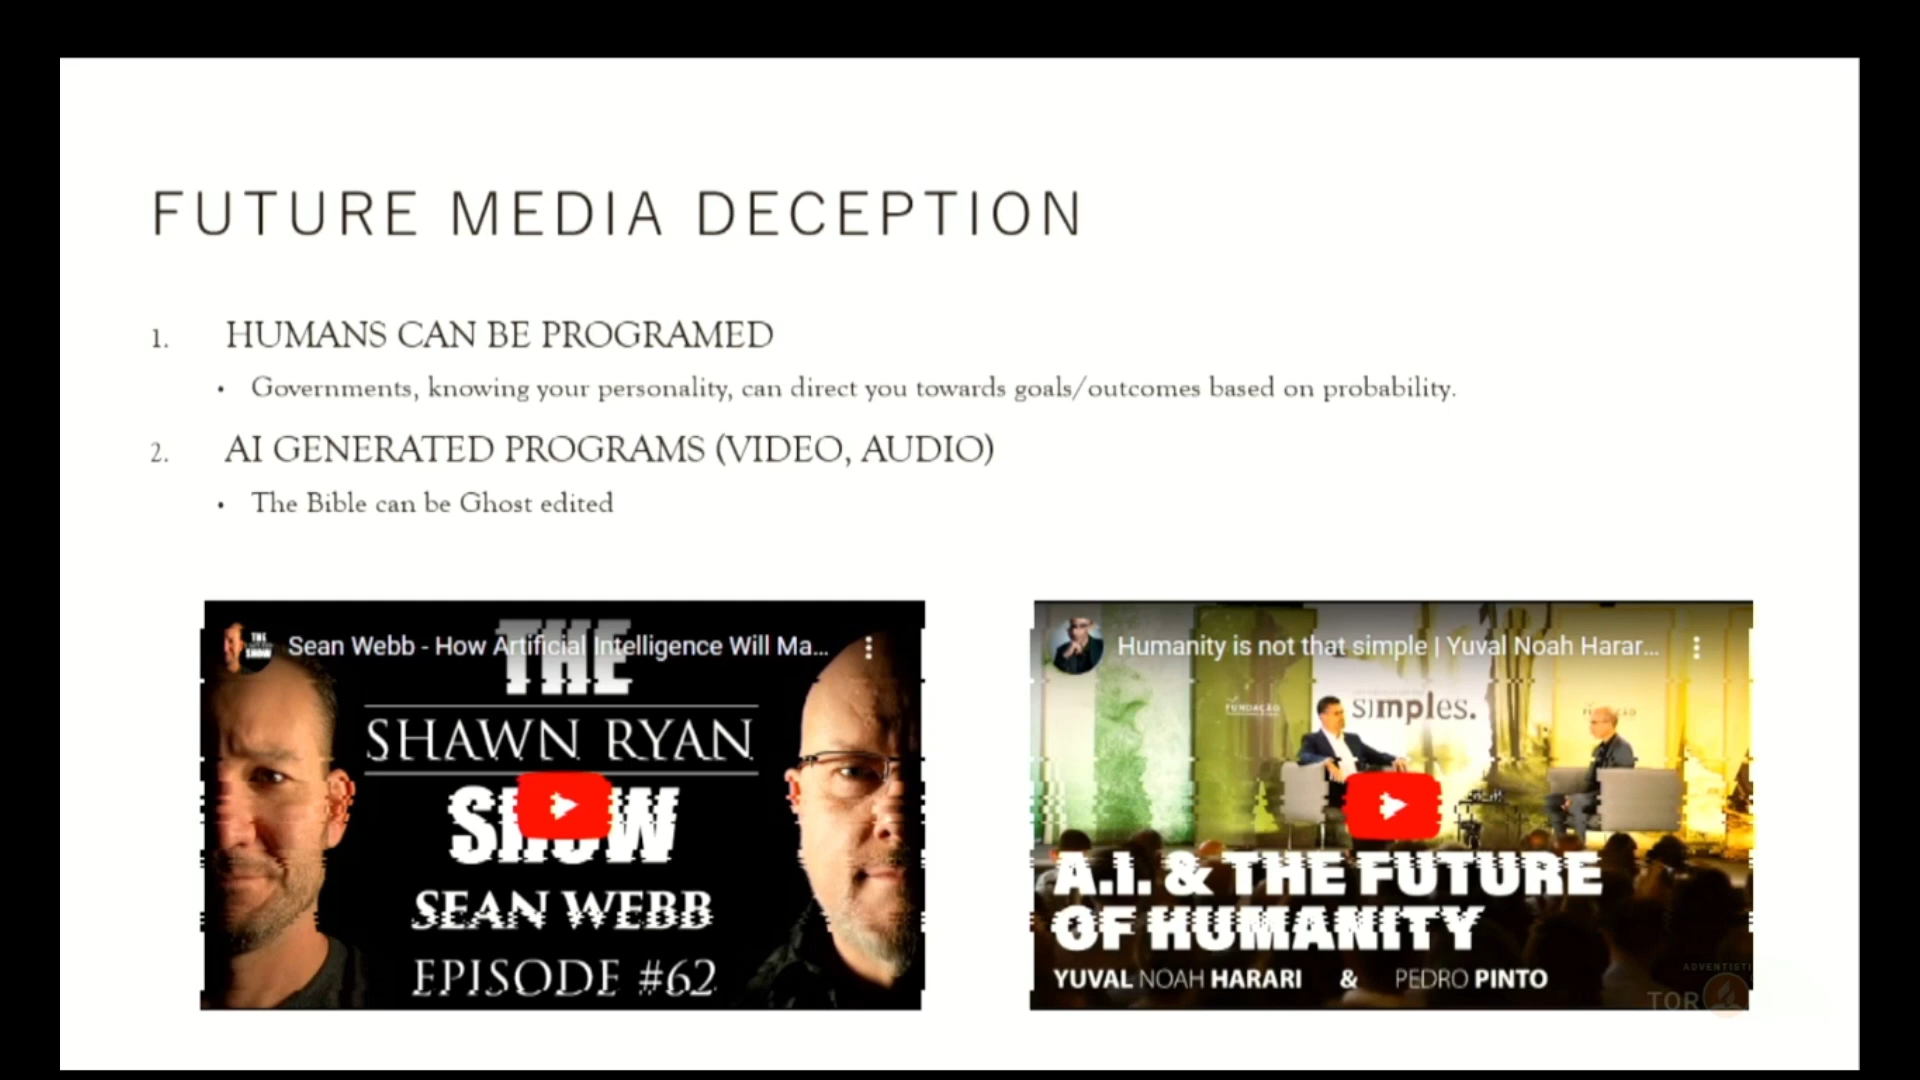 FUTURE MEDIA DECEPTION
1. HUMANS CAN BE PROGRAMED
• Governments, knowing your personality, can direct you towards goals/outcomes based on probability.
2. AI GENERATED PROGRAMS (VIDEO, AUDIO)
• The Bible can be Ghost edited
Sean Webb - How Artificial Intelligence Will Ma...
THE
SHAWN RYAN
SHOW
SEAN WEBB
EPISODE #62
Humanity is not that simple | Yuval Noah Harar...
FUNDAÇÃO
simples.
A.I. & THE FUTURE
OF HUMANITY
YUVAL NOAH HARARI & PEDRO PINTO
ADVENTIST
TOR